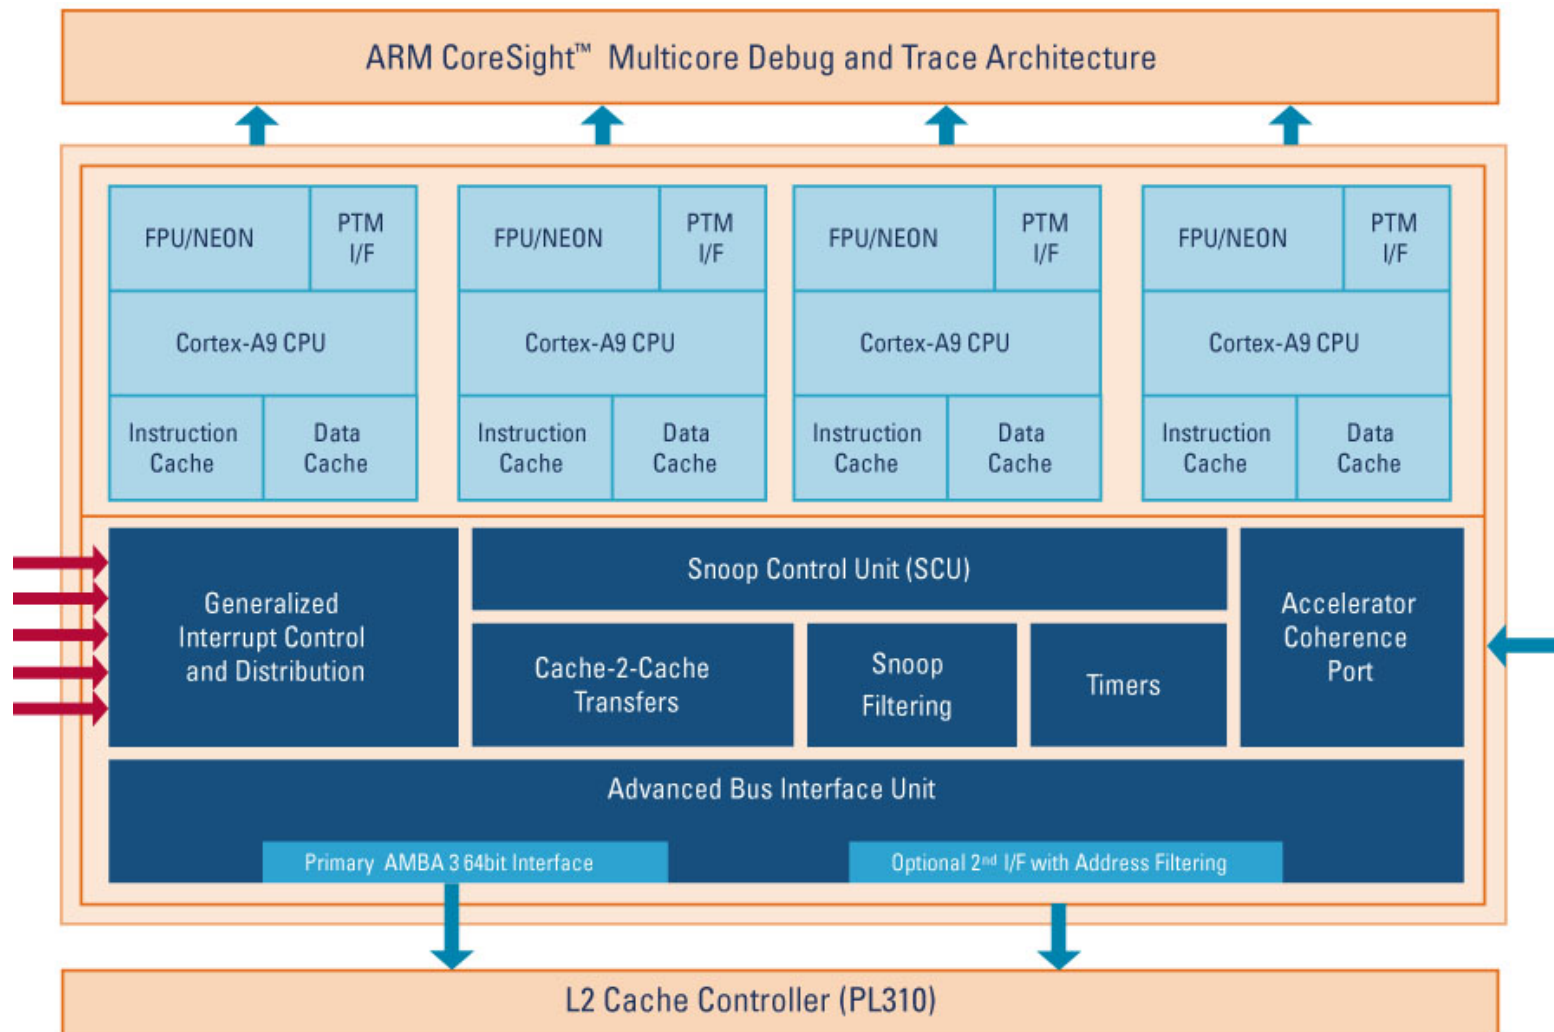 ARM CoreSight™ Multicore Debug and Trace Architecture
FPU/NEON
PTM
I/F
Cortex-A9 CPU
Instruction
Cache
Data
Cache
FPU/NEON
PTM
I/F
Cortex-A9 CPU
Instruction
Cache
Data
Cache
FPU/NEON
PTM
I/F
Cortex-A9 CPU
Instruction
Cache
Data
Cache
FPU/NEON
PTM
I/F
Cortex-A9 CPU
Instruction
Cache
Data
Cache
Generalized
Interrupt Control
and Distribution
Snoop Control Unit (SCU)
Cache-2-Cache
Transfers
Snoop
Filtering
Timers
Accelerator
Coherence
Port
Advanced Bus Interface Unit
Primary AMBA 3 64bit Interface
Optional 2nd I/F with Address Filtering
L2 Cache Controller (PL310)